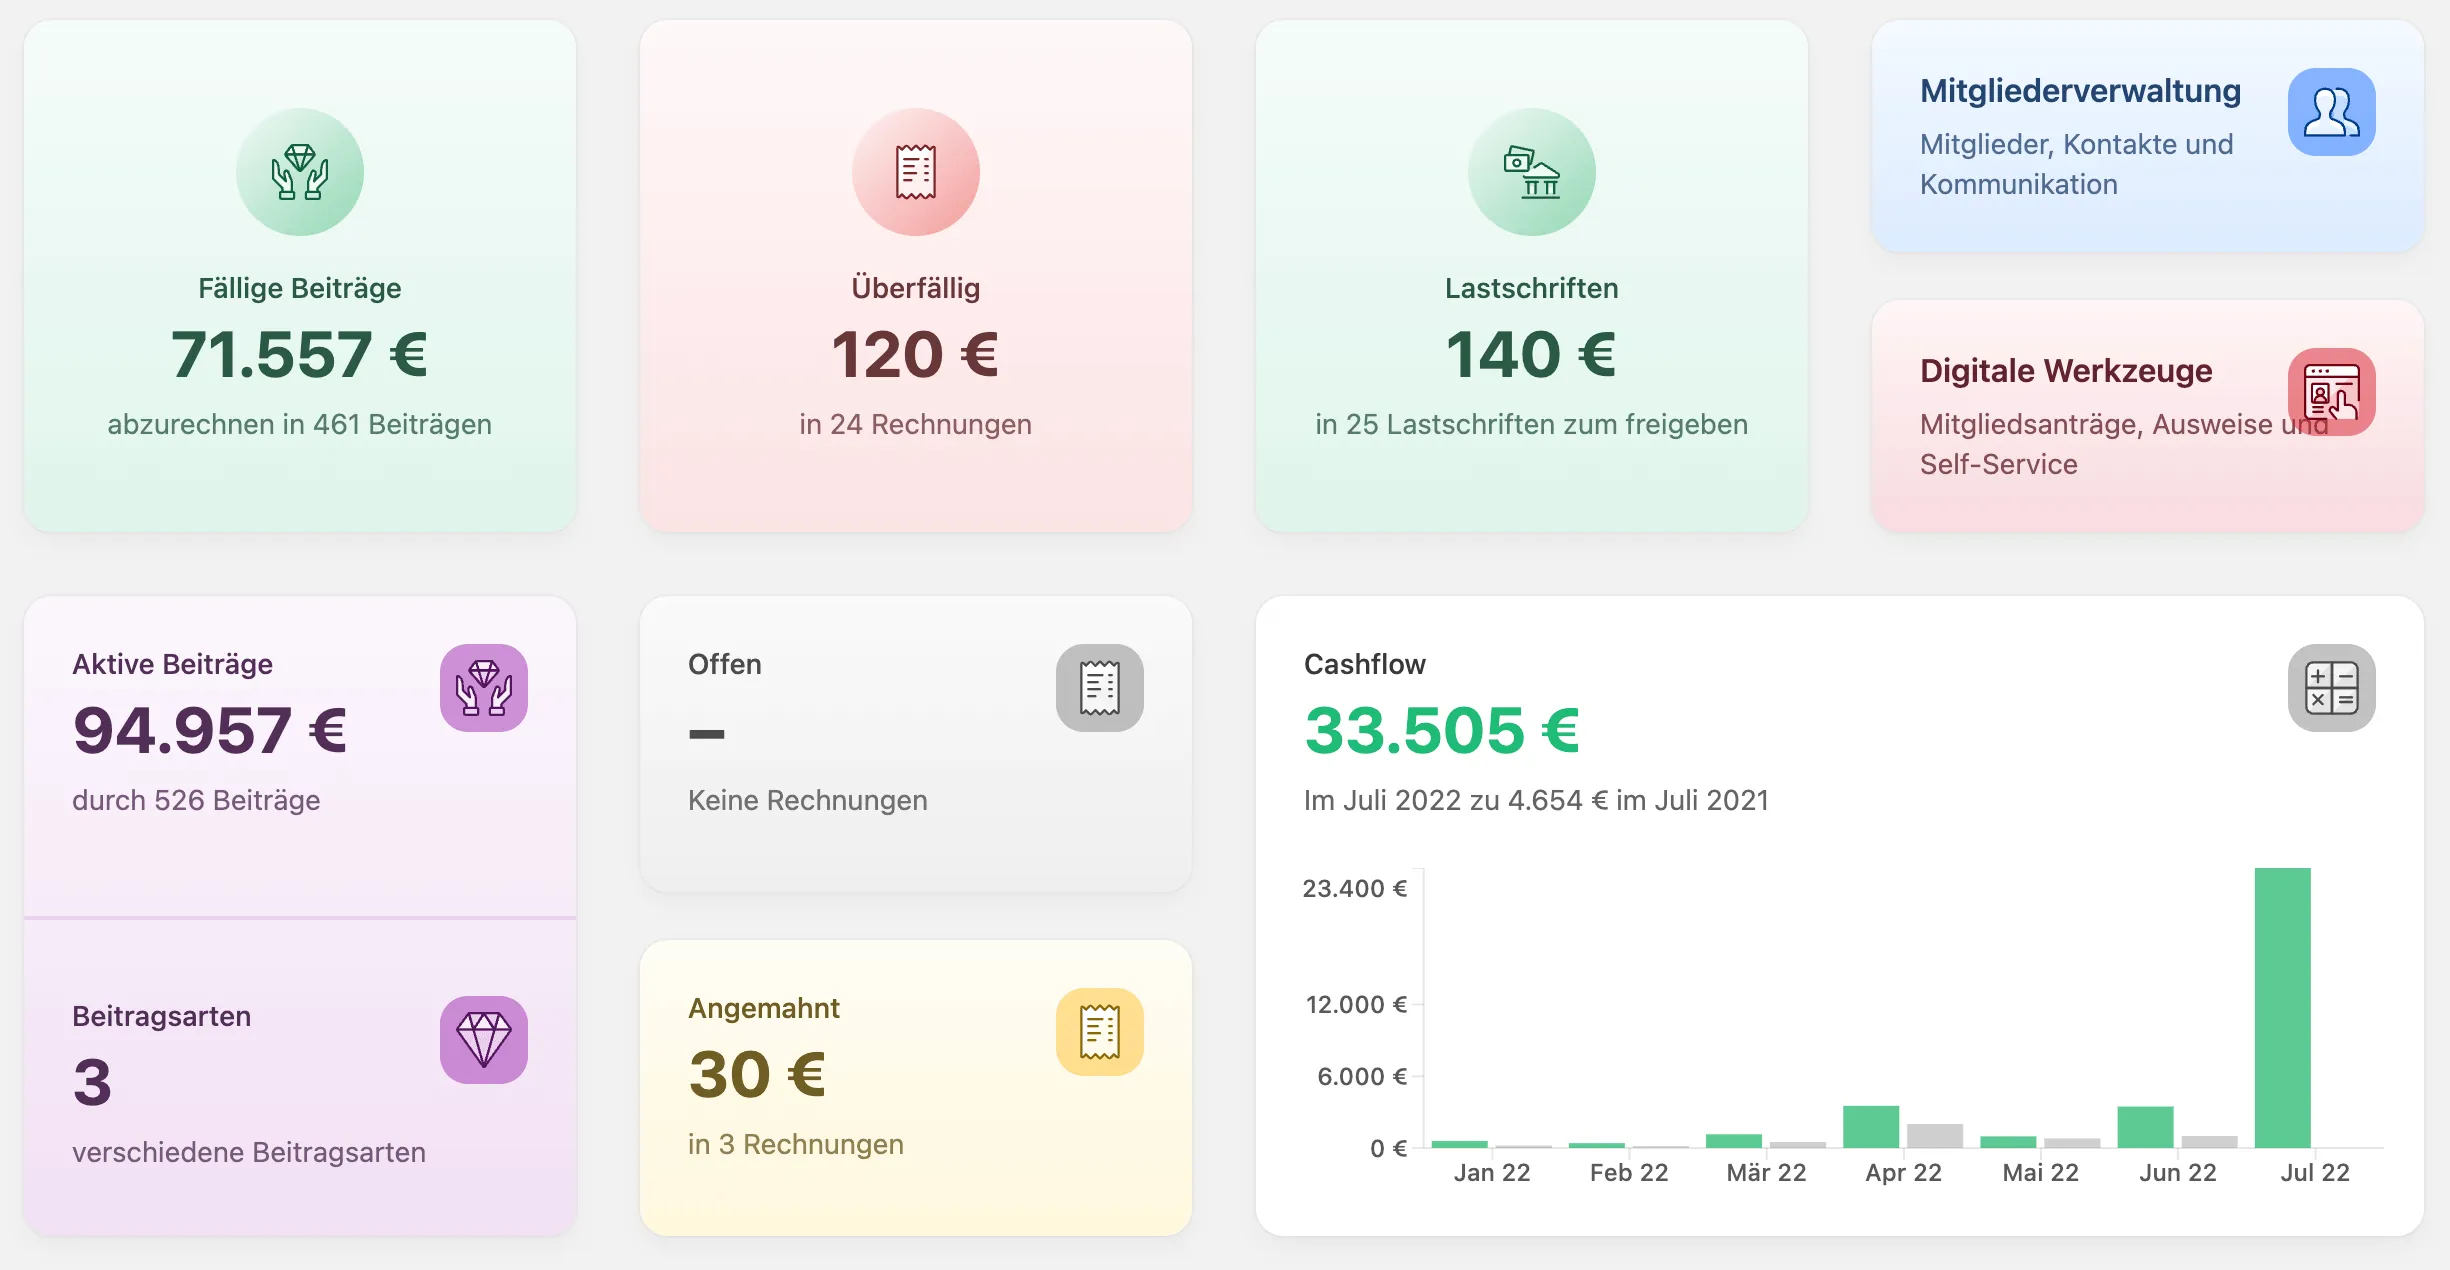 Fällige Beiträge
71.557 €
abzurechnen in 461 Beiträgen
Überfällig
120 €
in 24 Rechnungen
Lastschriften
140 €
in 25 Lastschriften zum freigeben
Mitgliederverwaltung
Mitglieder, Kontakte und
Kommunikation
Digitale Werkzeuge
Mitgliedsanträge, Ausweise und
Self-Service
Aktive Beiträge
94.957 €
durch 526 Beiträge
Beitragsarten
3
verschiedene Beitragsarten
Offen
–
Keine Rechnungen
Angemahnt
30 €
in 3 Rechnungen
Cashflow
33.505 €
Im Juli 2022 zu 4.654 € im Juli 2021
23.400 €
12.000 €
6.000 €
0 €
Jan 22 Feb 22 Mär 22 Apr 22 Mai 22 Jun 22 Jul 22